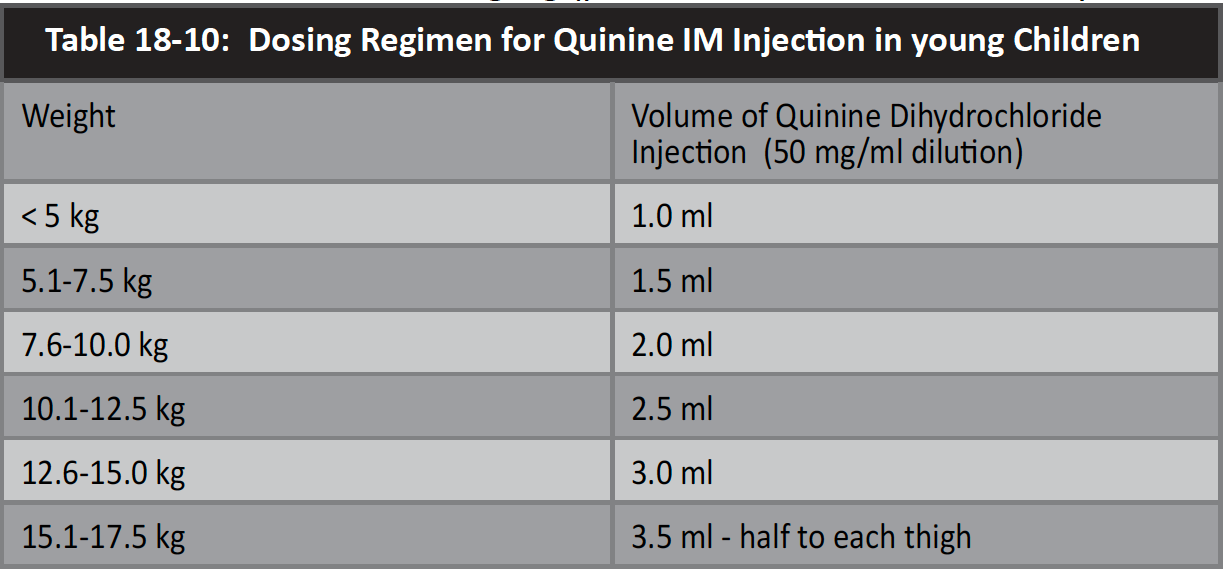 Table 18-10: Dosing Regimen for Quinine IM Injection in young Children
Weight
Volume of Quinine Dihydrochloride
Injection (50 mg/ml dilution)
< 5 kg
1.0 ml
5.1-7.5 kg
1.5 ml
7.6-10.0 kg
2.0 ml
10.1-12.5 kg
2.5 ml
12.6-15.0 kg
3.0 ml
15.1-17.5 kg
3.5 ml - half to each thigh